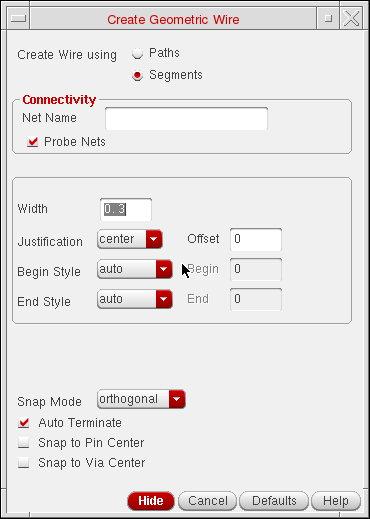 Create Geometric Wire
Create Wire using Paths
Segments
Connectivity
Net Name
Probe Nets
Width 0.3
Justification center Offset 0
Begin Style auto Begin 0
End Style auto End 0
Snap Mode orthogonal
Auto Terminate
Snap to Pin Center
Snap to Via Center
Hide Cancel Defaults Help